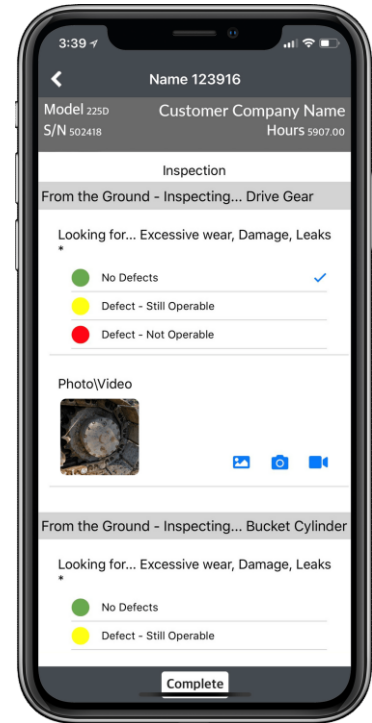 3:39
Name 123916
Model 225D Customer Company Name
S/N 502418 Hours 5907.00
Inspection
From the Ground - Inspecting... Drive Gear
Looking for... Excessive wear, Damage, Leaks
*
No Defects
Defect - Still Operable
Defect - Not Operable
Photo\Video
From the Ground - Inspecting... Bucket Cylinder
Looking for... Excessive wear, Damage, Leaks
*
No Defects
Defect - Still Operable
Complete